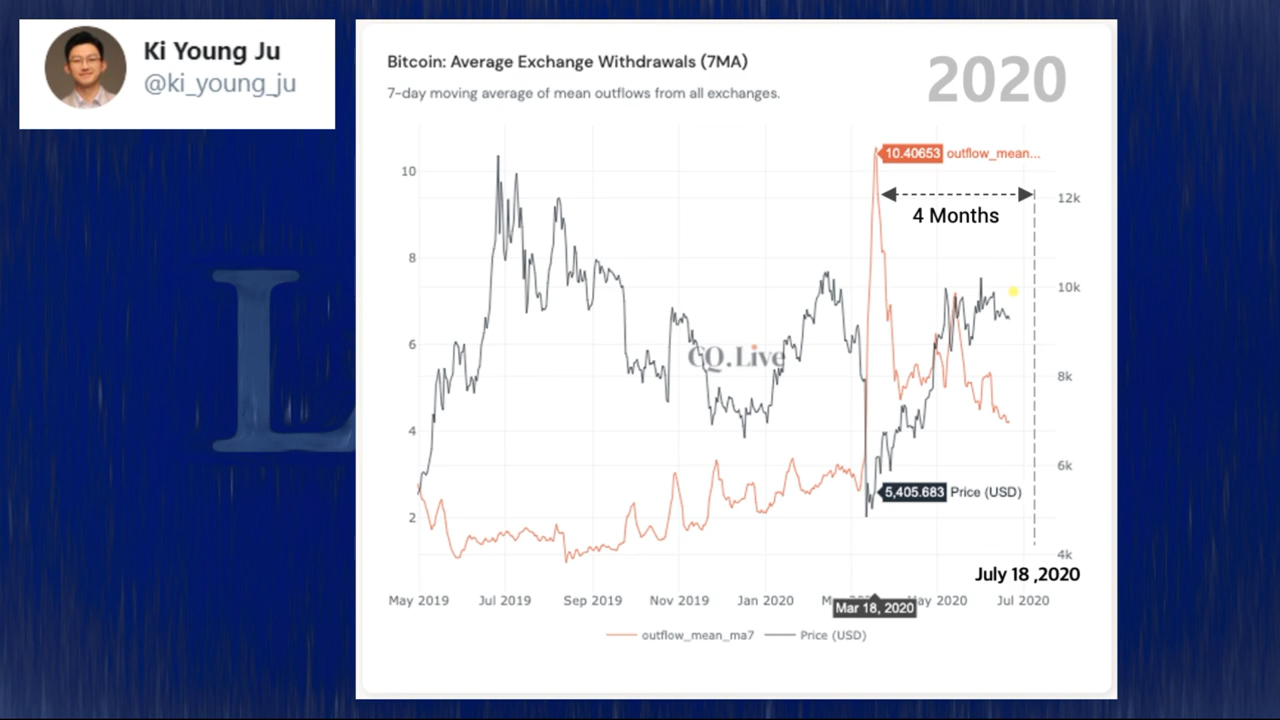 Ki Young Ju
@ki_young_ju
Bitcoin: Average Exchange Withdrawals (7MA)
7-day moving average of mean outflows from all exchanges.
2020
10.40653 outflow_mean...
4 Months
10
8
6
4
2
12k
10k
8k
6k
4k
CQ.Live
5,405.683 Price (USD)
July 18 ,2020
May 2019 Jul 2019 Sep 2019 Nov 2019 Jan 2020 May 2020 Jul 2020
Mar 18, 2020
outflow_mean_ma7 Price (USD)
L